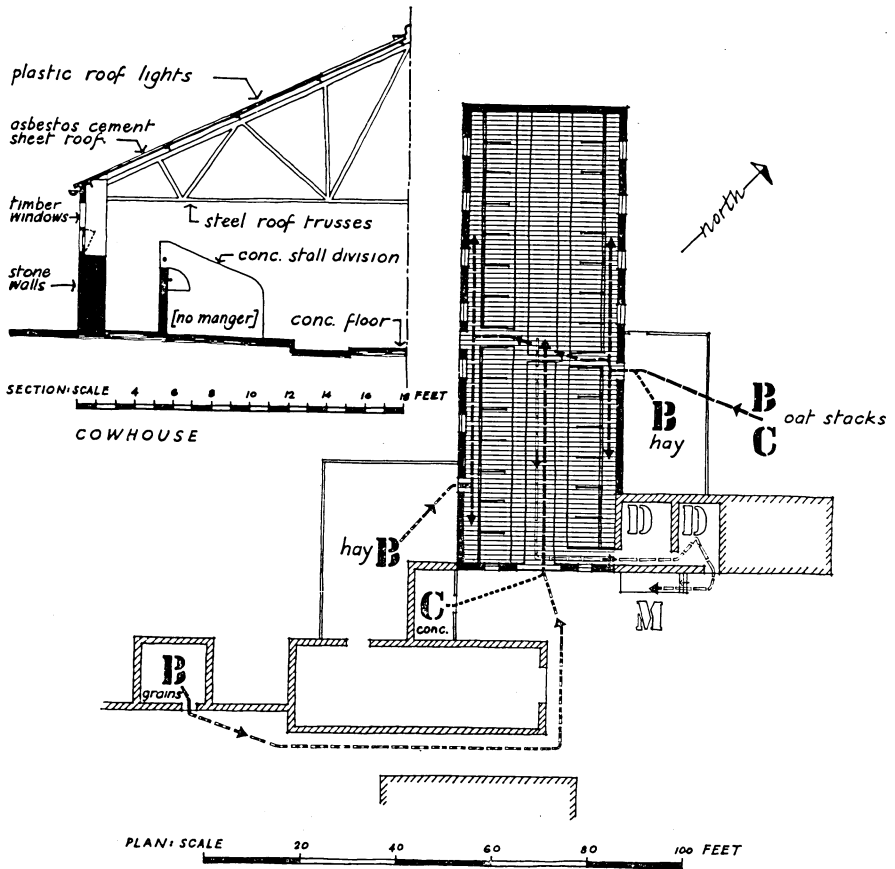 plastic roof lights
asbestos cement
sheet roof
timber
windows
steel roof trusses
conc. stall division
stone
walls
[no manger]
conc. floor
SECTION: SCALE 4 6 8 10 12 14 16 18 FEET
COWHOUSE
north
B
hay
B
C
oat stacks
hay B
D D
C
conc.
M
B
grains
PLAN: SCALE 20 40 60 80 100 FEET